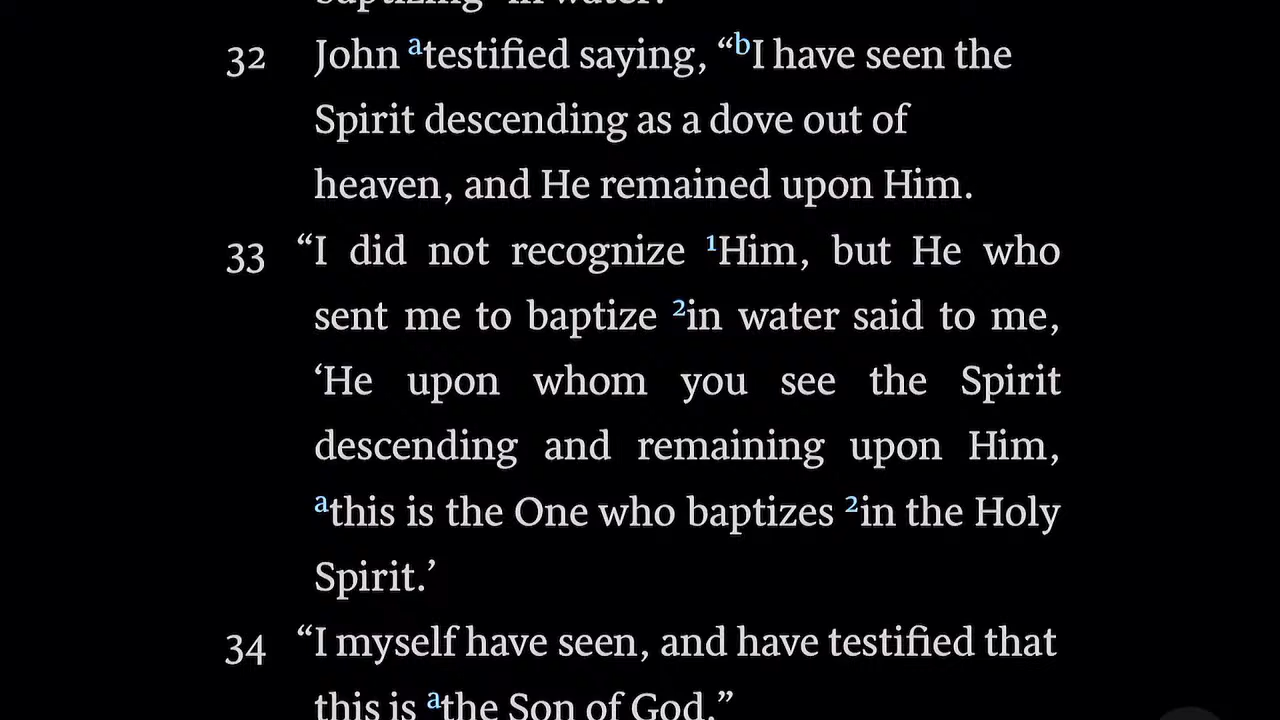 baptizing in water."
32 John ᵃtestified saying, “ᵇI have seen the
Spirit descending as a dove out of
heaven, and He remained upon Him.
33 “I did not recognize ¹Him, but He who
sent me to baptize ²in water said to me,
‘He upon whom you see the Spirit
descending and remaining upon Him,
ᵃthis is the One who baptizes ²in the Holy
Spirit.’
34 “I myself have seen, and have testified that
this is ᵃthe Son of God.”